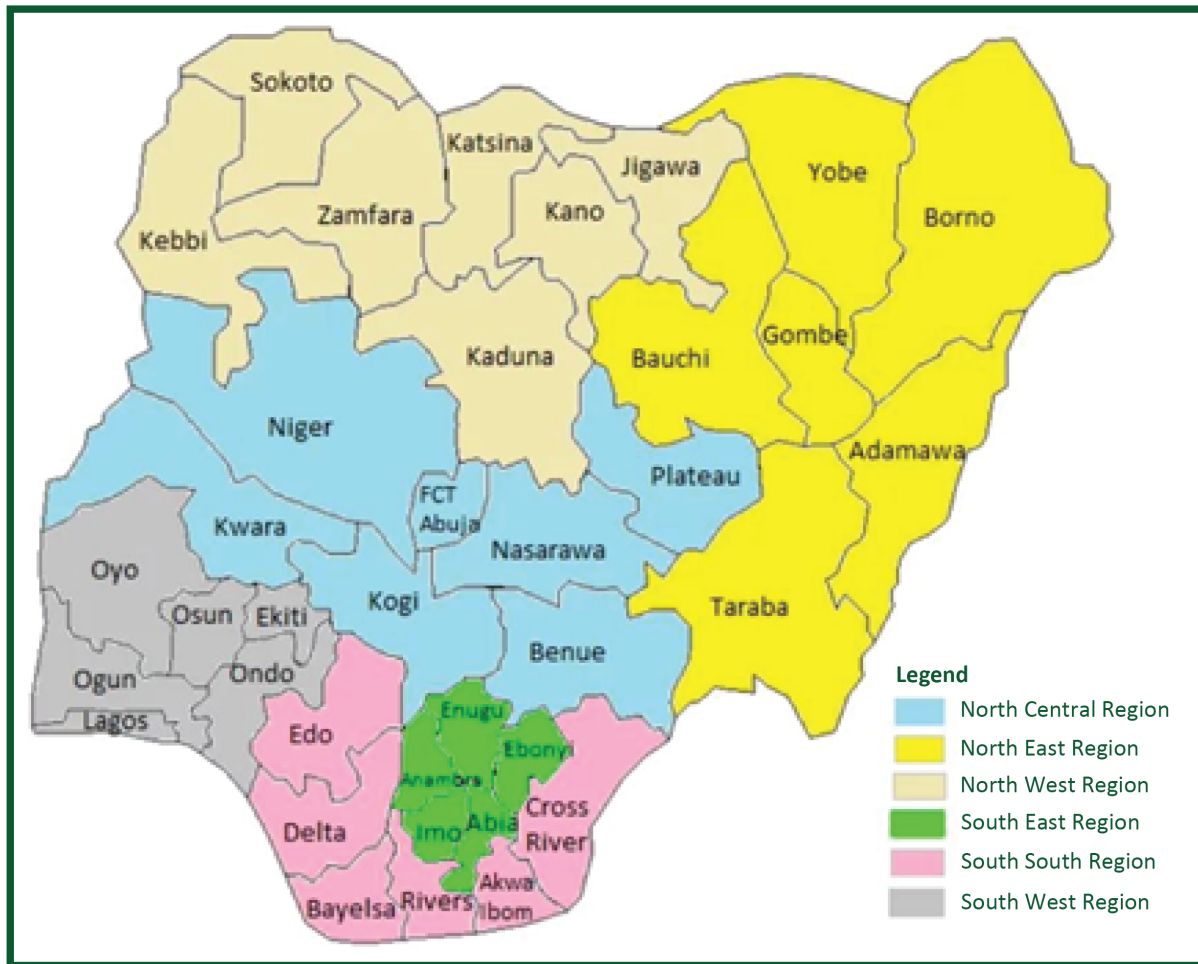 Sokoto
Katsina
Jigawa
Yobe
Kano
Zamfara
Borno
Kebbi
Gombe
Kaduna
Bauchi
Niger
Adamawa
Plateau
FCT
Abuja
Kwara
Nasarawa
Oyo
Kogi
Taraba
Osun
Ekiti
Benue
Ogun
Ondo
Lagos
Enugu
Edo
Ebonyi
Anambra
Cross
River
Delta
Imo
Abia
Akwa
Ibom
Bayelsa
Rivers
Legend
North Central Region
North East Region
North West Region
South East Region
South South Region
South West Region